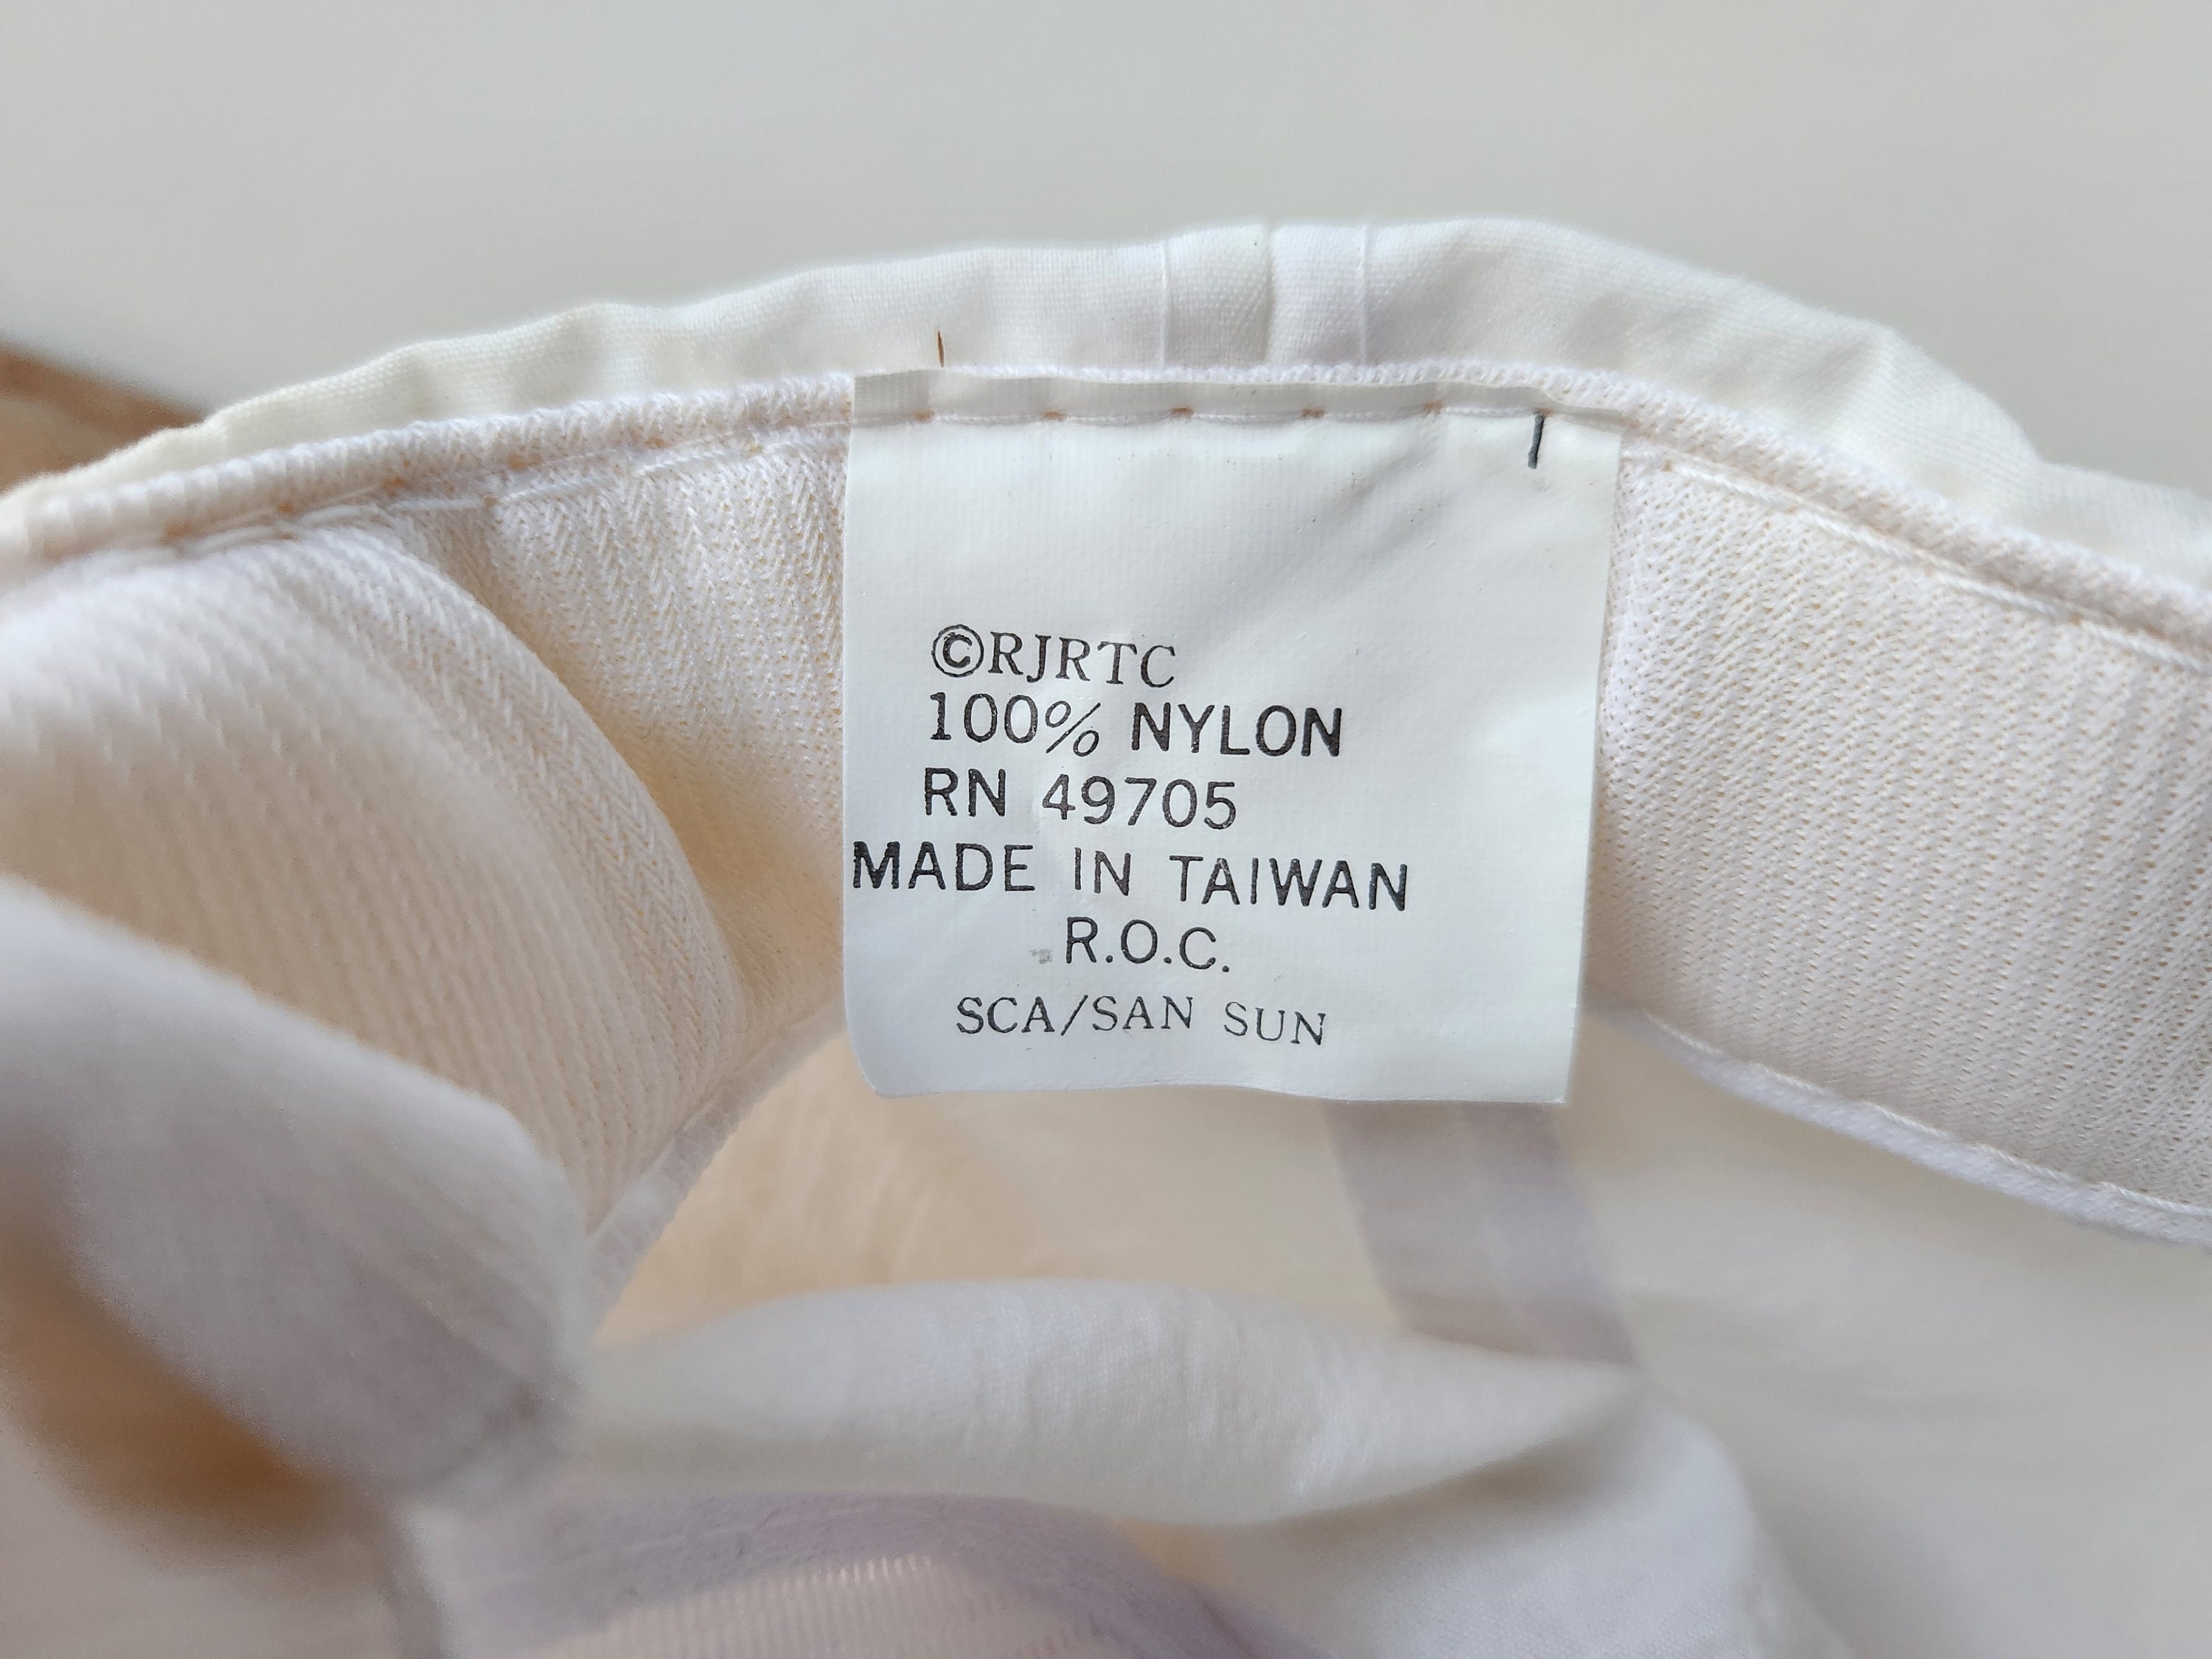 ©RJRTC
100% NYLON
RN 49705
MADE IN TAIWAN
R.O.C.
SCA/SAN SUN